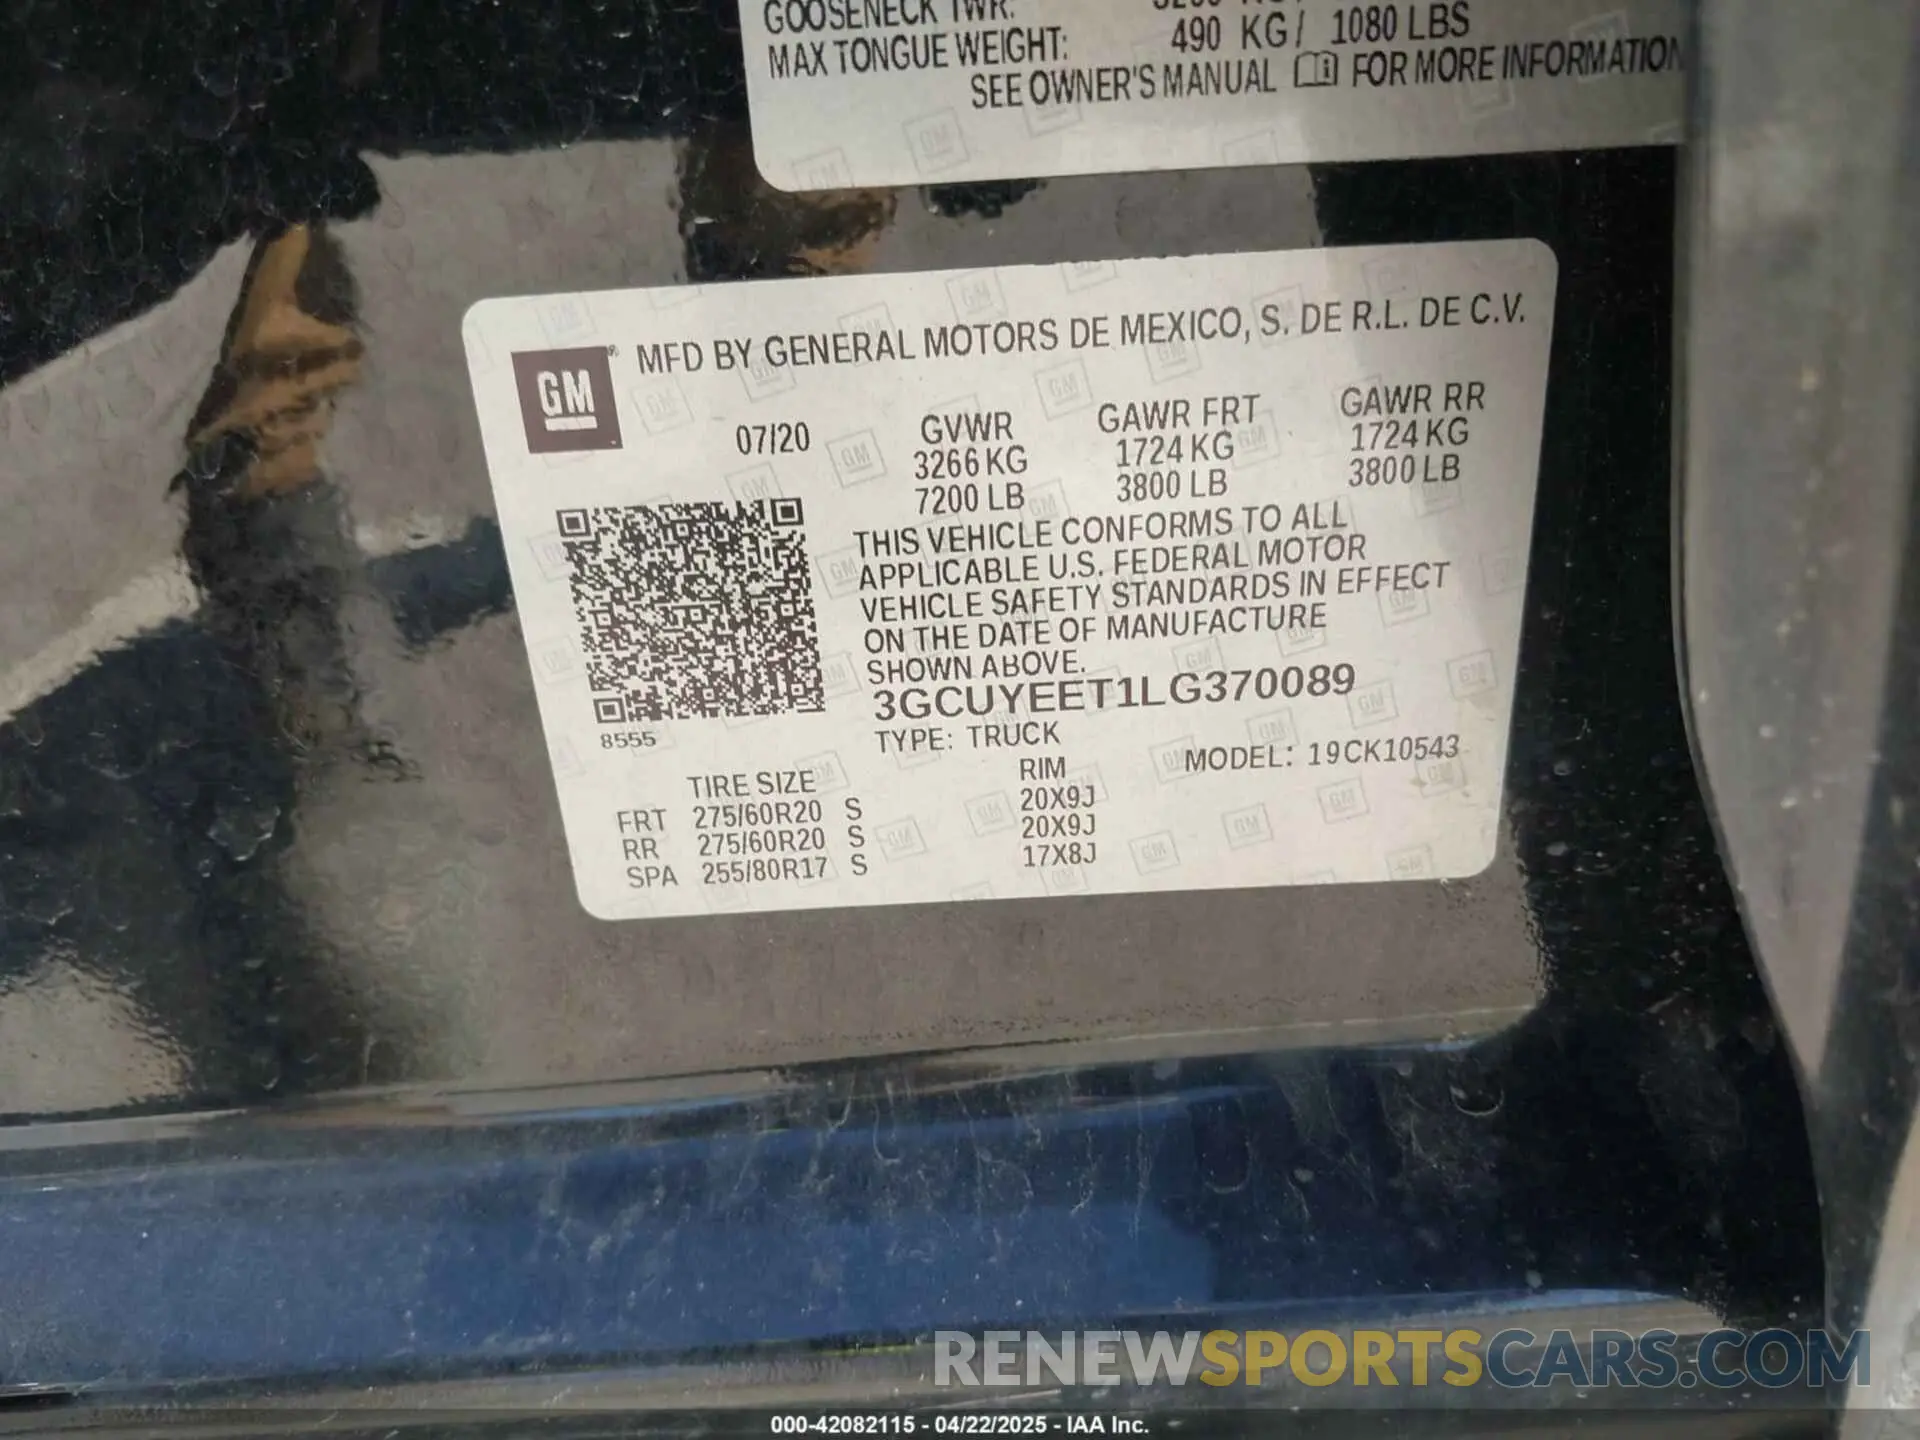 GOOSENECK TWR:
MAX TONGUE WEIGHT: 490 KG / 1080 LBS
SEE OWNER'S MANUAL FOR MORE INFORMATION
MFD BY GENERAL MOTORS DE MEXICO, S. DE R.L. DE C.V.
GM ®
07/20 GVWR GAWR FRT GAWR RR
3266 KG 1724 KG 1724 KG
7200 LB 3800 LB 3800 LB
THIS VEHICLE CONFORMS TO ALL
APPLICABLE U.S. FEDERAL MOTOR
VEHICLE SAFETY STANDARDS IN EFFECT
ON THE DATE OF MANUFACTURE
SHOWN ABOVE.
3GCUYEET1LG370089
8555
TYPE: TRUCK MODEL: 19CK10543
TIRE SIZE RIM
FRT 275/60R20 S 20X9J
RR 275/60R20 S 20X9J
SPA 255/80R17 S 17X8J
RENEWSPORTSCARS.COM
000-42082115 - 04/22/2025 - IAA Inc.